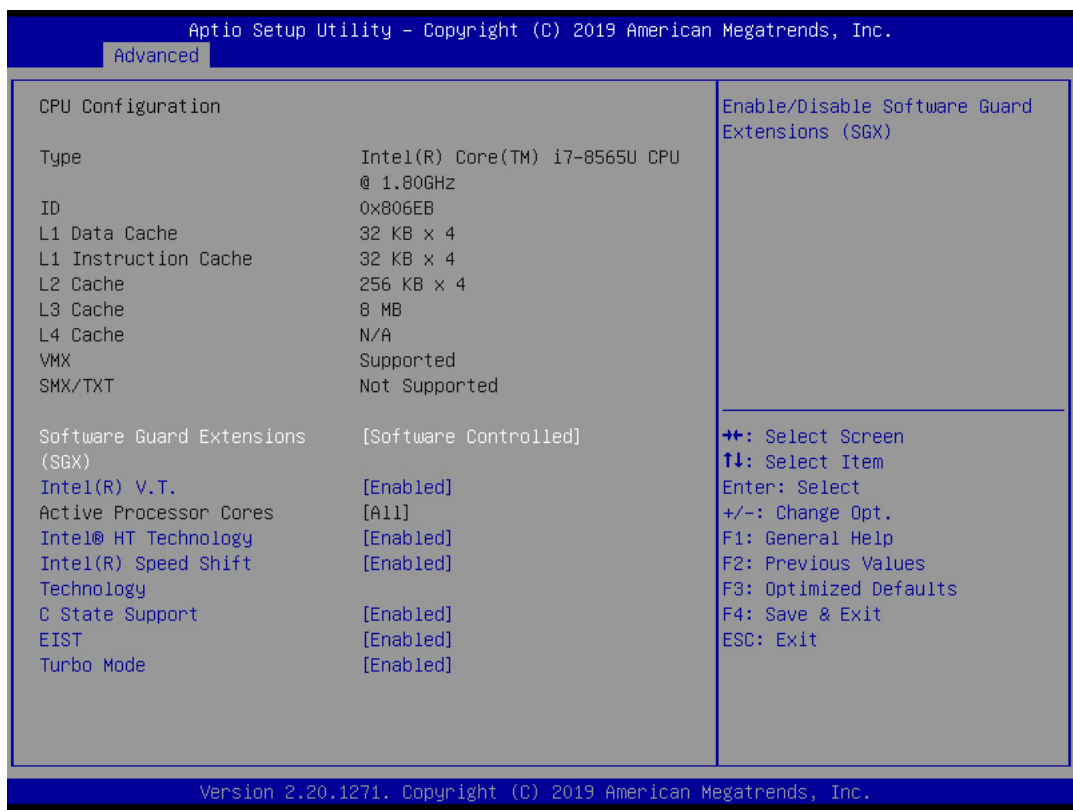 Aptio Setup Utility – Copyright (C) 2019 American Megatrends, Inc.
Advanced
CPU Configuration
Type Intel(R) Core(TM) i7-8565U CPU
@ 1.80GHz
ID 0x806EB
L1 Data Cache 32 KB x 4
L1 Instruction Cache 32 KB x 4
L2 Cache 256 KB x 4
L3 Cache 8 MB
L4 Cache N/A
VMX Supported
SMX/TXT Not Supported
Software Guard Extensions [Software Controlled]
(SGX)
Intel(R) V.T. [Enabled]
Active Processor Cores [All]
Intel® HT Technology [Enabled]
Intel(R) Speed Shift [Enabled]
Technology
C State Support [Enabled]
EIST [Enabled]
Turbo Mode [Enabled]
Enable/Disable Software Guard
Extensions (SGX)
→←: Select Screen
↑↓: Select Item
Enter: Select
+/-: Change Opt.
F1: General Help
F2: Previous Values
F3: Optimized Defaults
F4: Save & Exit
ESC: Exit
Version 2.20.1271. Copyright (C) 2019 American Megatrends, Inc.